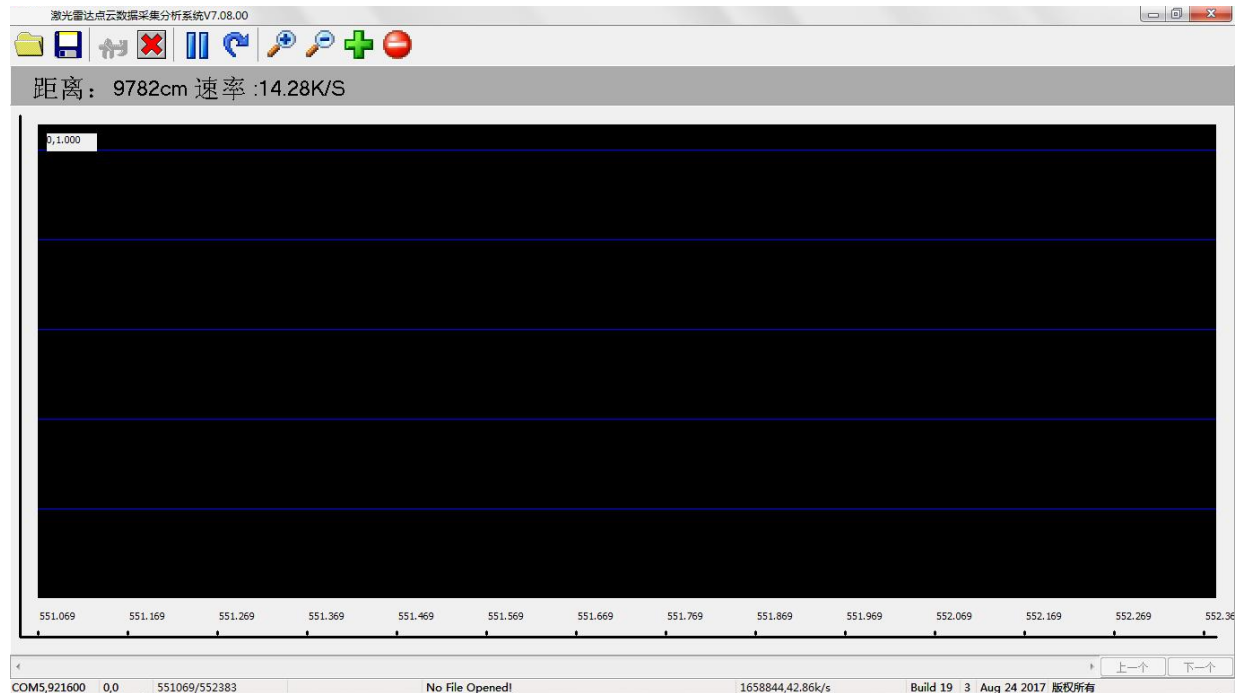 激光雷达点云数据采集分析系统V7.08.00
距离：9782cm 速率 :14.28K/S
0,1.000
551.069 551.169 551.269 551.369 551.469 551.569 551.669 551.769 551.869 551.969 552.069 552.169 552.269 552.36
上一个 下一个
COM5,921600 0,0 551069/552383 No File Opened! 1658844,42.86k/s Build 19 3 Aug 24 2017 版权所有